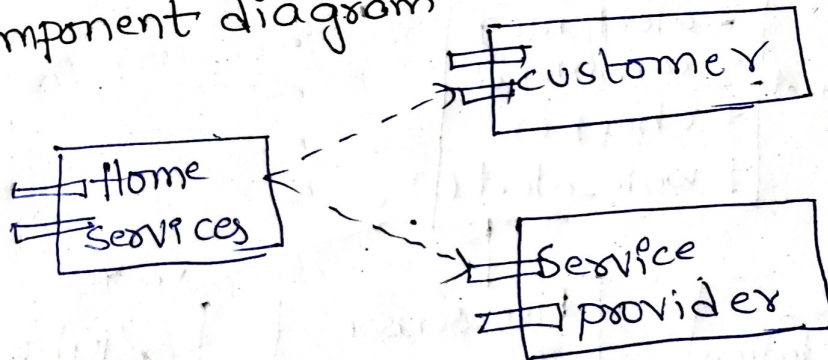 mponent diagram
customer
Home
services
Service
provider